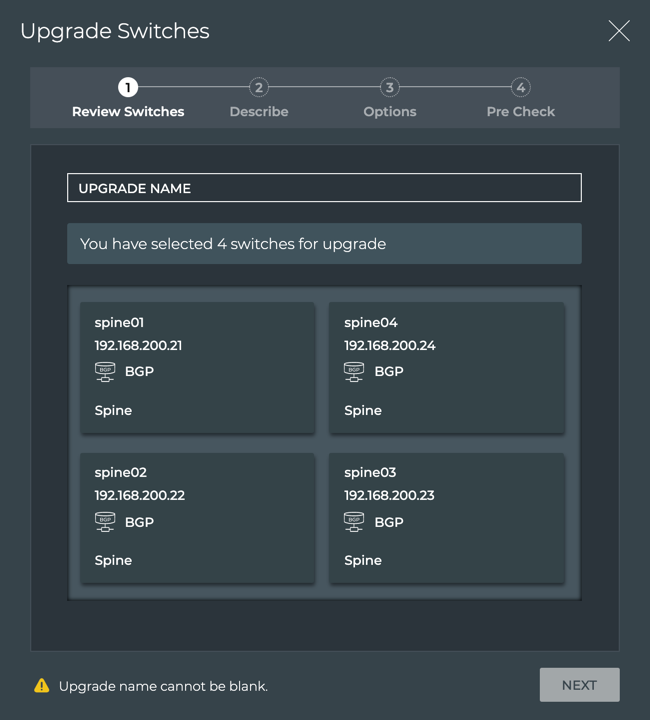 Upgrade Switches
1
2
3
4
Review Switches
Describe
Options
Pre Check
UPGRADE NAME
You have selected 4 switches for upgrade
spine01
192.168.200.21
BGP
BGP
Spine
spine04
192.168.200.24
BGP
BGP
Spine
spine02
192.168.200.22
BGP
BGP
Spine
spine03
192.168.200.23
BGP
BGP
Spine
Upgrade name cannot be blank.
NEXT